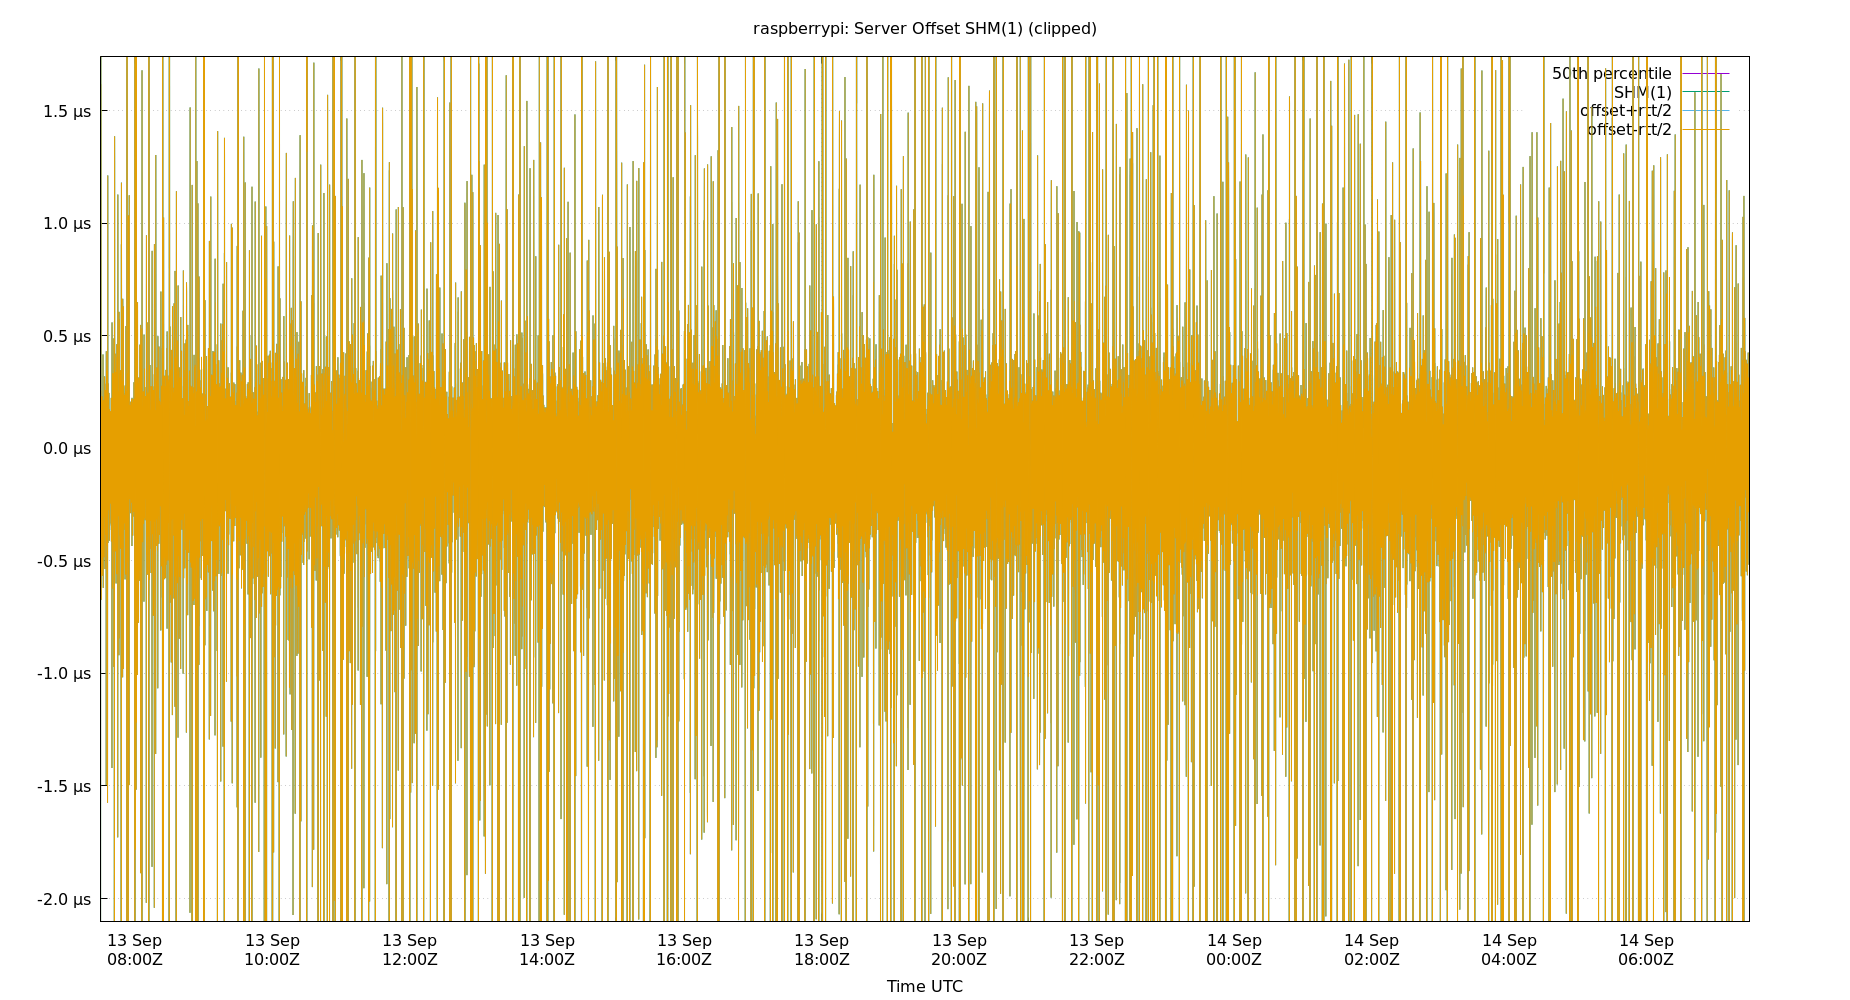 raspberrypi: Server Offset SHM(1) (clipped)
50th percentile
SHM(1)
offset+rtt/2
offset-rtt/2
1.5 µs
1.0 µs
0.5 µs
0.0 µs
-0.5 µs
-1.0 µs
-1.5 µs
-2.0 µs
13 Sep 13 Sep 13 Sep 13 Sep 13 Sep 13 Sep 13 Sep 13 Sep 14 Sep 14 Sep 14 Sep 14 Sep
08:00Z 10:00Z 12:00Z 14:00Z 16:00Z 18:00Z 20:00Z 22:00Z 00:00Z 02:00Z 04:00Z 06:00Z
Time UTC